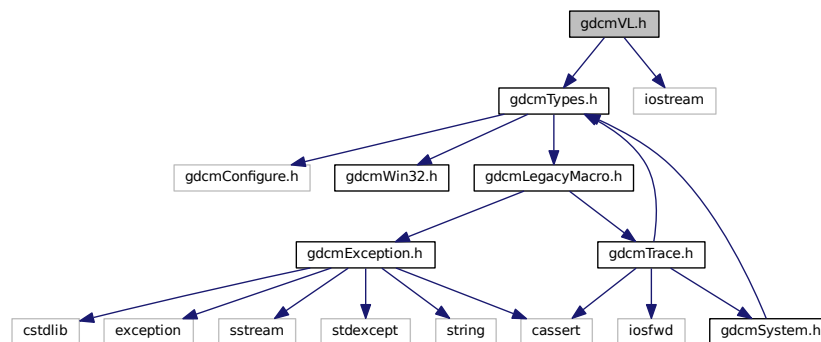 gdcmVL.h
gdcmTypes.h
iostream
gdcmConfigure.h
gdcmWin32.h
gdcmLegacyMacro.h
gdcmException.h
gdcmTrace.h
cstdlib
exception
sstream
stdexcept
string
cassert
iosfwd
gdcmSystem.h